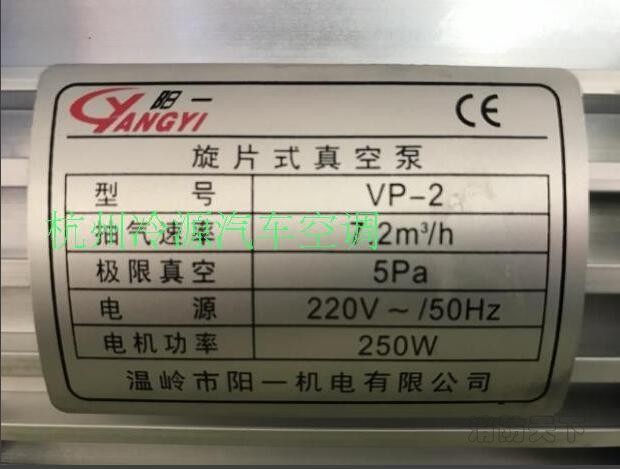 阳一
YANGYI
CE
旋片式真空泵
型号 VP-2
抽气速率 7.2m³/h
杭州冷源汽车空调
极限真空 5Pa
电源 220V～/50Hz
电机功率 250W
温岭市阳一机电有限公司